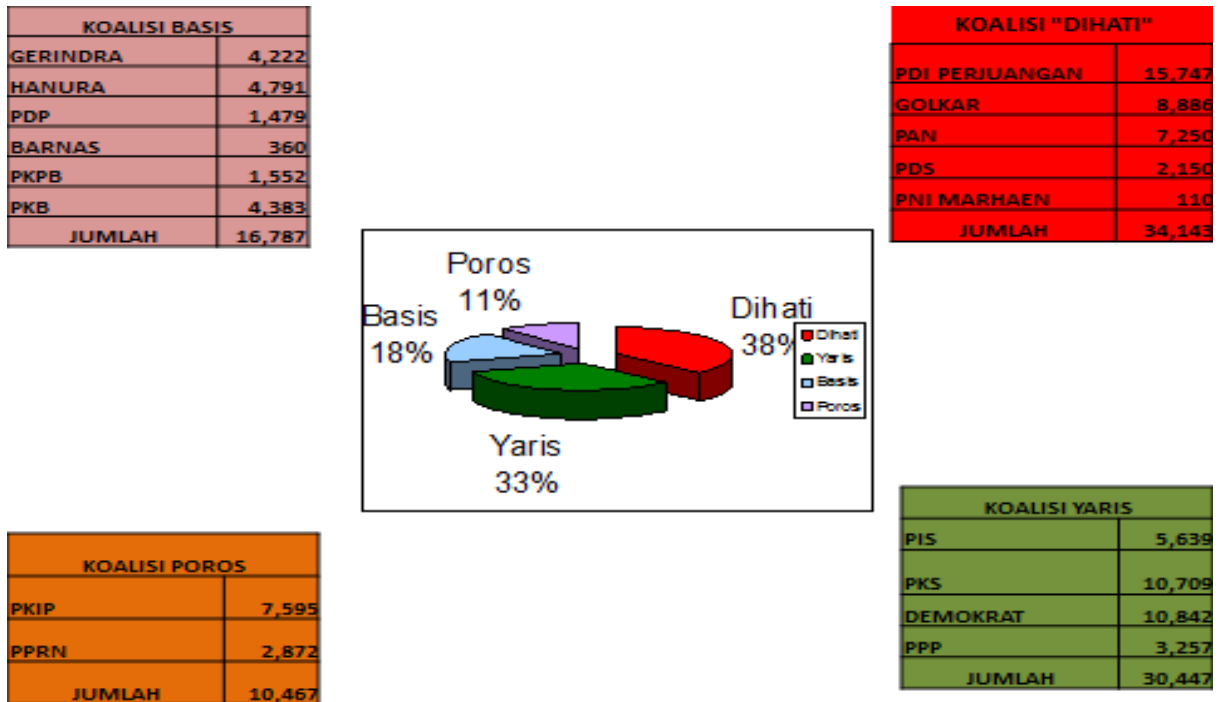 KOALISI BASIS
GERINDRA 4,222
HANURA 4,791
PDP 1,479
BARNAS 360
PKPB 1,552
PKB 4,383
JUMLAH 16,787
KOALISI "DIHATI"
PDI PERJUANGAN 15,747
GOLKAR 8,886
PAN 7,250
PDS 2,150
PNI MARHAEN 110
JUMLAH 34,143
Poros
11%
Basis
18%
Dihati
38%
Yaris
33%
Dihati
Yaris
Basis
Poros
KOALISI POROS
PKIP 7,595
PPRN 2,872
JUMLAH 10,467
KOALISI YARIS
PIS 5,639
PKS 10,709
DEMOKRAT 10,842
PPP 3,257
JUMLAH 30,447